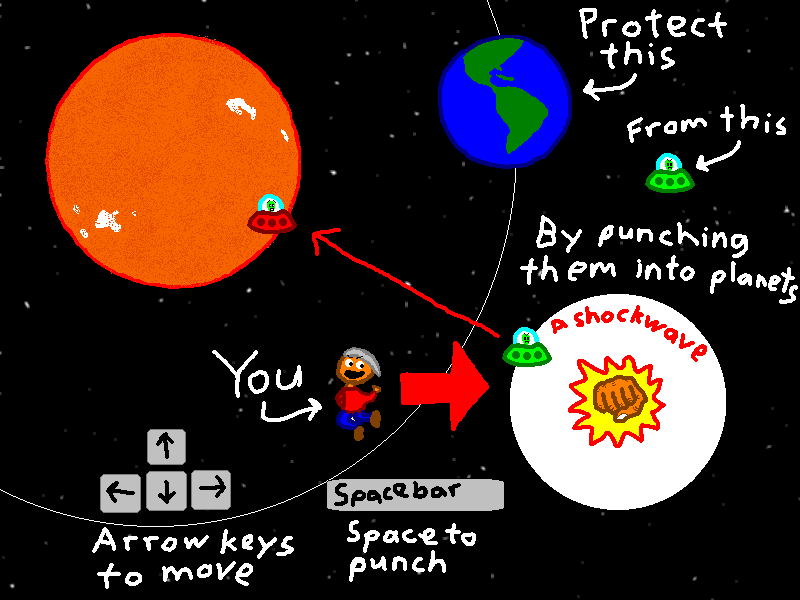 Protect
this
From this
By punching
them into planets
A shockwave
You
Spacebar
Arrow keys
to move
Space to
punch